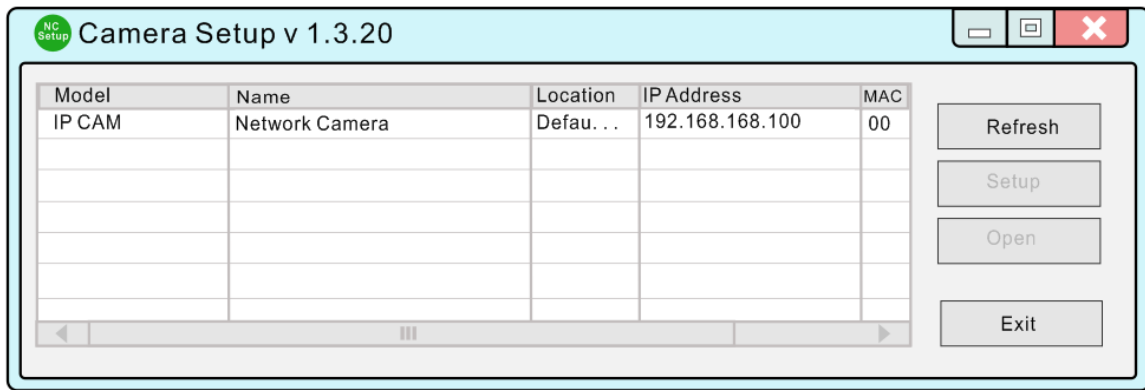 NC
Setup
Camera Setup v 1.3.20
Model Name Location IP Address MAC
IP CAM Network Camera Defau... 192.168.168.100 00
Refresh
Setup
Open
Exit